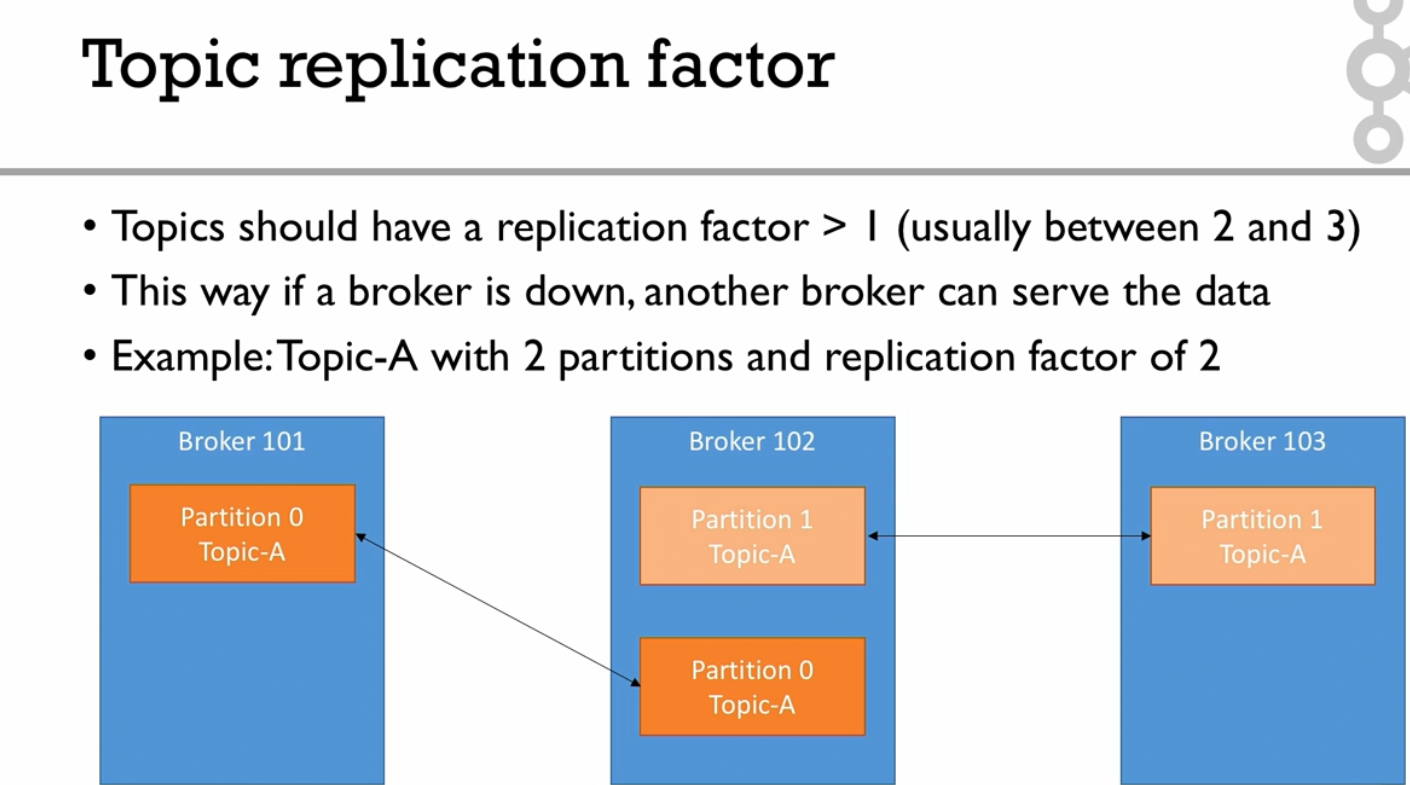 Topic replication factor
• Topics should have a replication factor > 1 (usually between 2 and 3)
• This way if a broker is down, another broker can serve the data
• Example: Topic-A with 2 partitions and replication factor of 2
Broker 101
Partition 0
Topic-A
Broker 102
Partition 1
Topic-A
Partition 0
Topic-A
Broker 103
Partition 1
Topic-A